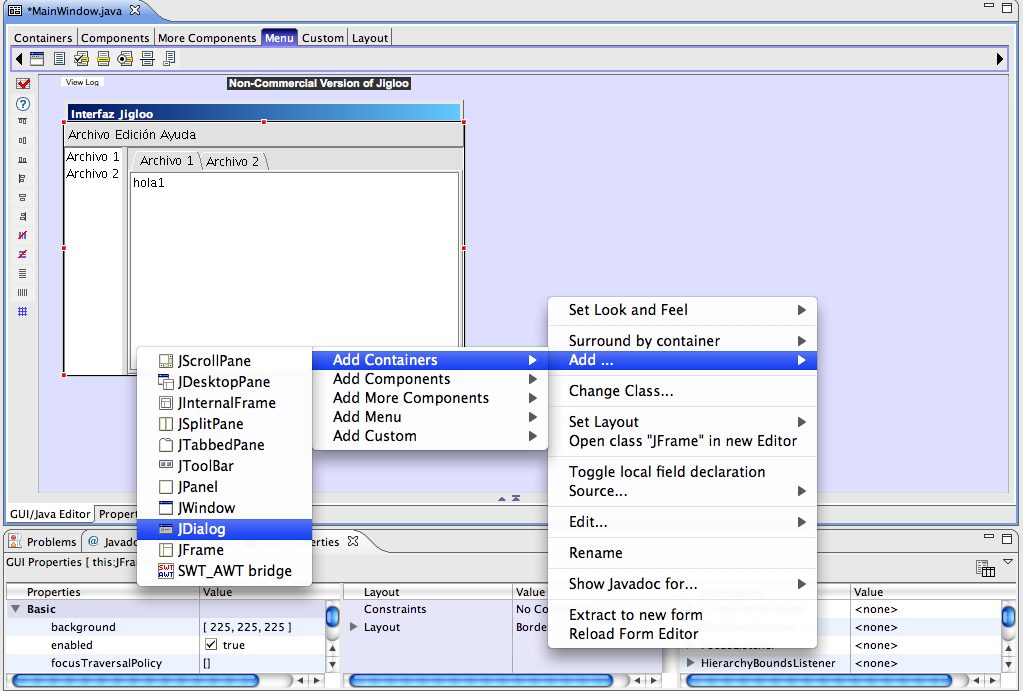 *MainWindow.java
Containers Components More Components Menu Custom Layout
View Log
Non-Commercial Version of Jigloo
Interfaz Jigloo
Archivo Edición Ayuda
Archivo 1
Archivo 2
Archivo 1 Archivo 2
hola1
Set Look and Feel
Surround by container
Add ...
Change Class...
Set Layout
Open class "JFrame" in new Editor
Toggle local field declaration
Source...
Edit...
Rename
Show Javadoc for...
Extract to new form
Reload Form Editor
Add Containers
Add Components
Add More Components
Add Menu
Add Custom
JScrollPane
JDesktopPane
JInternalFrame
JSplitPane
JTabbedPane
JToolBar
JPanel
JWindow
JDialog
JFrame
SWT_AWT bridge
GUI/Java Editor Proper
Problems @ Javado erties
GUI Properties [ this:JFra
Properties Value
Basic
background [ 225, 225, 225 ]
enabled true
focusTraversalPolicy []
Layout Value
Constraints No Co
Layout Borde
Value
<none>
<none>
<none>
HierarchyBoundsListener <none>